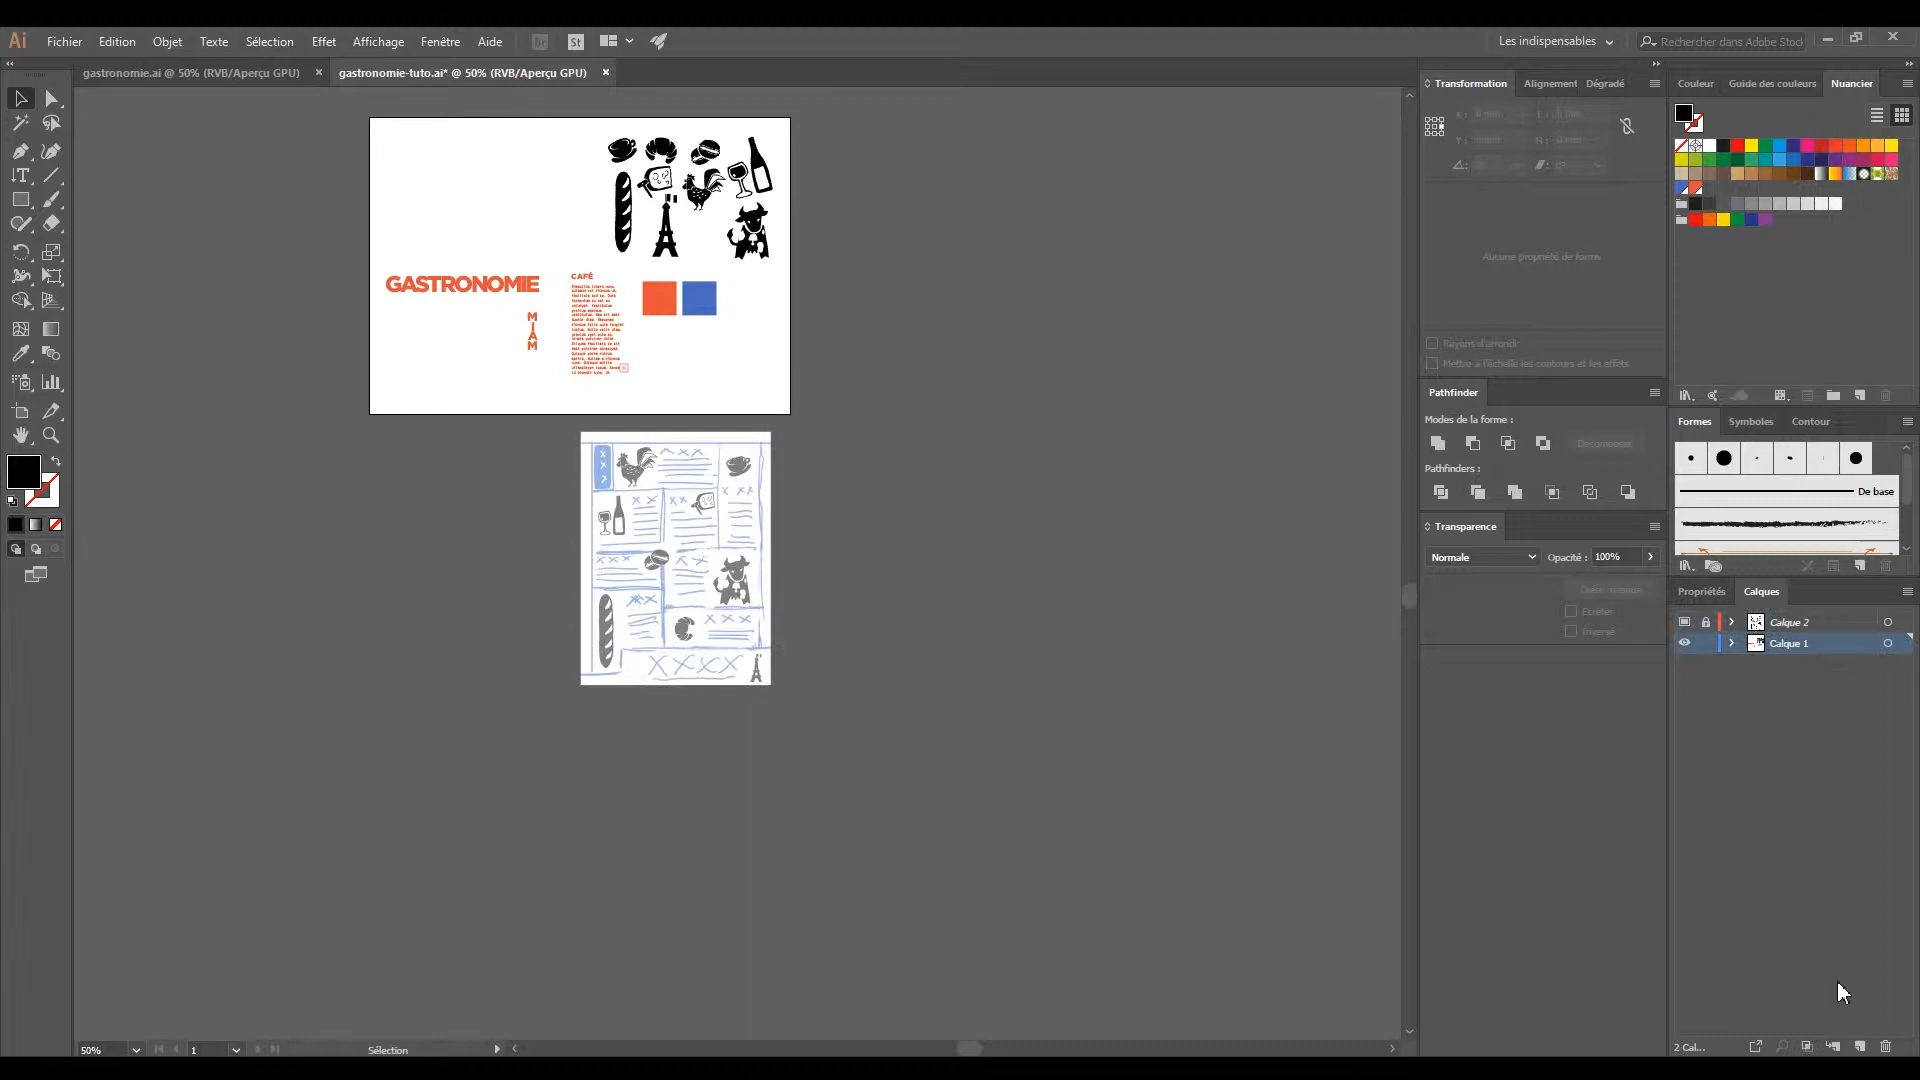 Ai Fichier Edition Objet Texte Sélection Effet Affichage Fenêtre Aide Br St Les indispensables Rechercher dans Adobe Stock
gastronomie.ai @ 50% (RVB/Aperçu GPU) × gastronomie-tuto.ai* @ 50% (RVB/Aperçu GPU) ×
Transformation Alignement Dégradé
Couleur Guide des couleurs Nuancier
Aucune propriété de forme
Rayons d'arrondi
Mettre à l'échelle les contours et les effets
Pathfinder
Modes de la forme :
Décomposer
Pathfinders :
Formes Symboles Contour
De base
Transparence
Normale Opacité : 100%
Créer masque
Ecrêter
Inversé
Propriétés Calques
Calque 2
Calque 1
2 Cal...
GASTRONOMIE
CAFÉ
MIAM
50% 1 Sélection